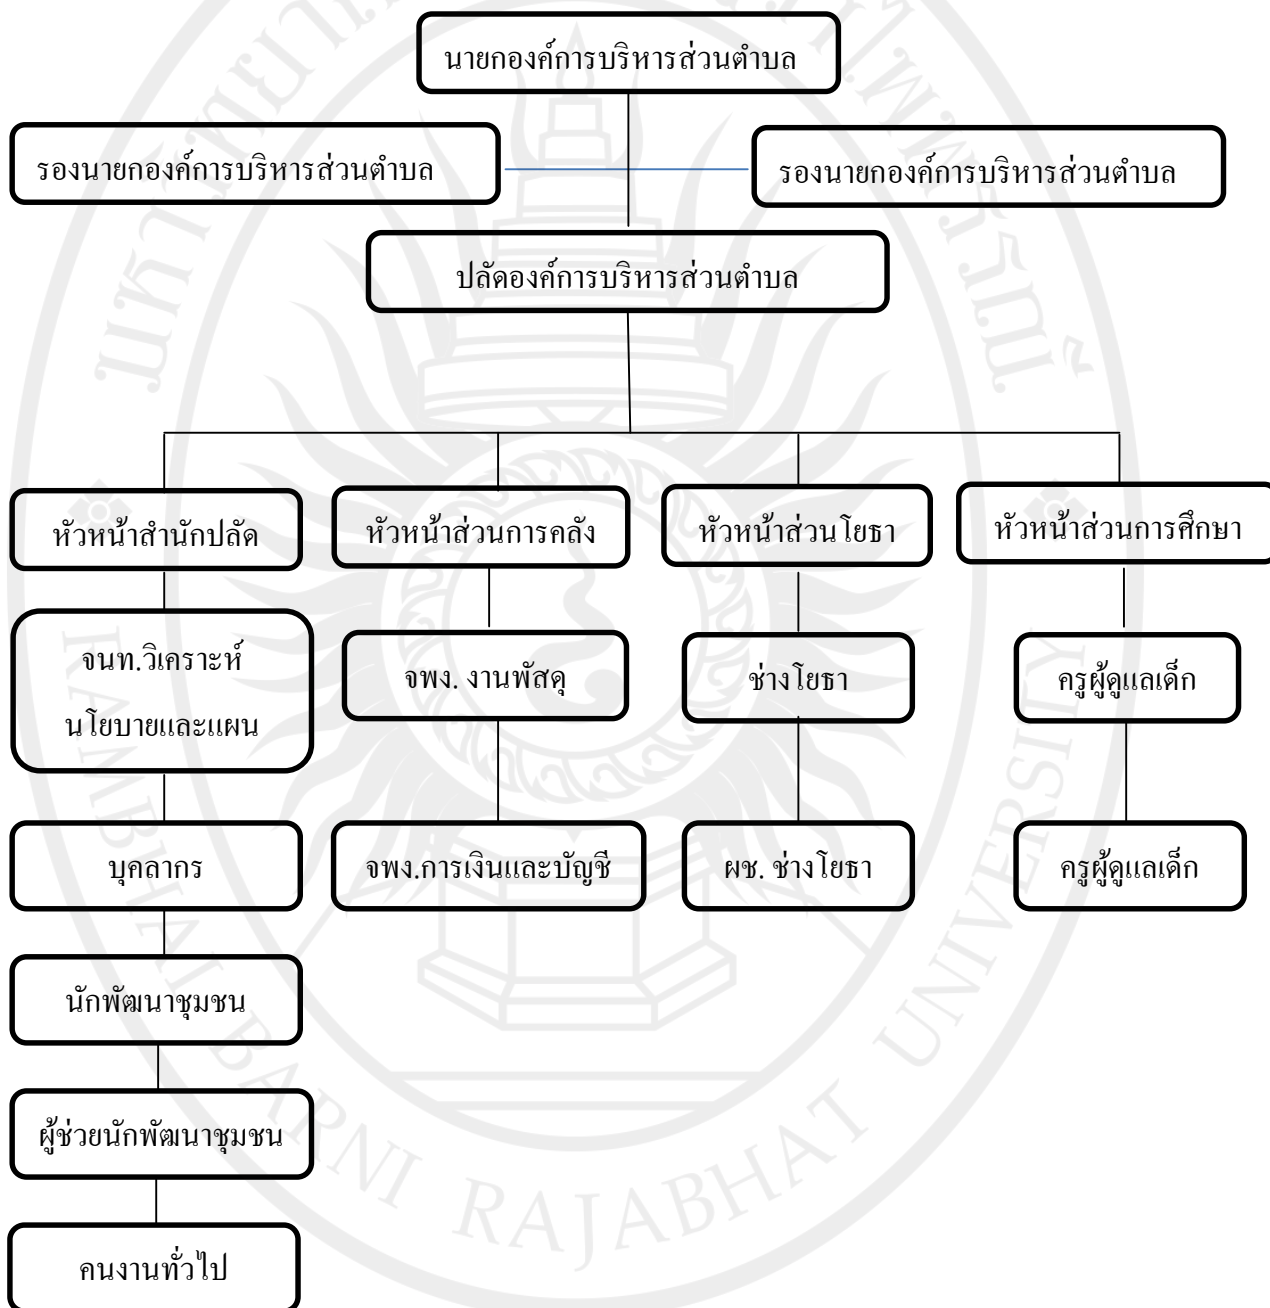 นายกองค์การบริหารส่วนตำบล
รองนายกองค์การบริหารส่วนตำบล
รองนายกองค์การบริหารส่วนตำบล
ปลัดองค์การบริหารส่วนตำบล
หัวหน้าสำนักปลัด
หัวหน้าส่วนการคลัง
หัวหน้าส่วนโยธา
หัวหน้าส่วนการศึกษา
จนท.วิเคราะห์
นโยบายและแผน
จพง. งานพัสดุ
ช่างโยธา
ครูผู้ดูแลเด็ก
บุคลากร
จพง.การเงินและบัญชี
ผช. ช่างโยธา
ครูผู้ดูแลเด็ก
นักพัฒนาชุมชน
ผู้ช่วยนักพัฒนาชุมชน
คนงานทั่วไป
RAMBHAI BARNI RAJABHAT UNIVERSITY